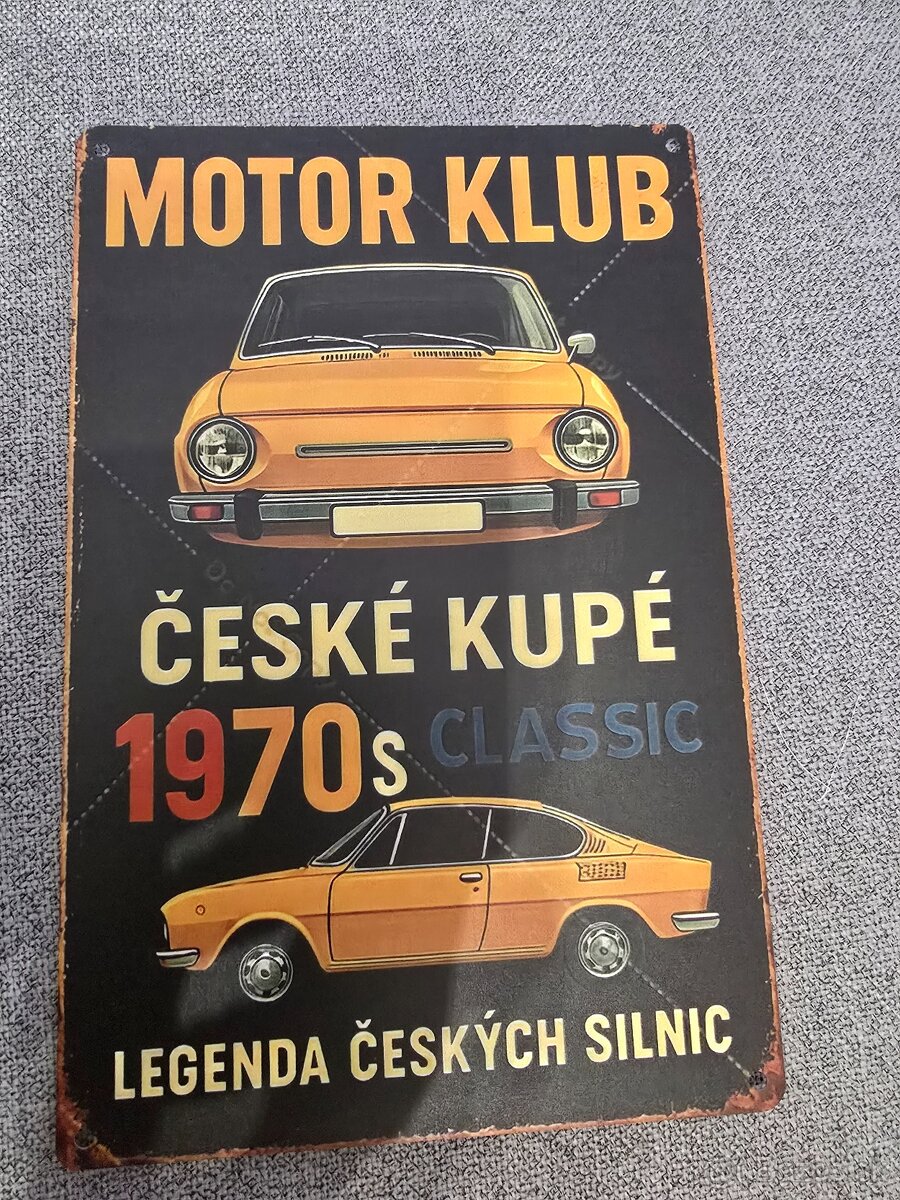 MOTOR KLUB
ČESKÉ KUPÉ
1970s CLASSIC
LEGENDA ČESKÝCH SILNIC